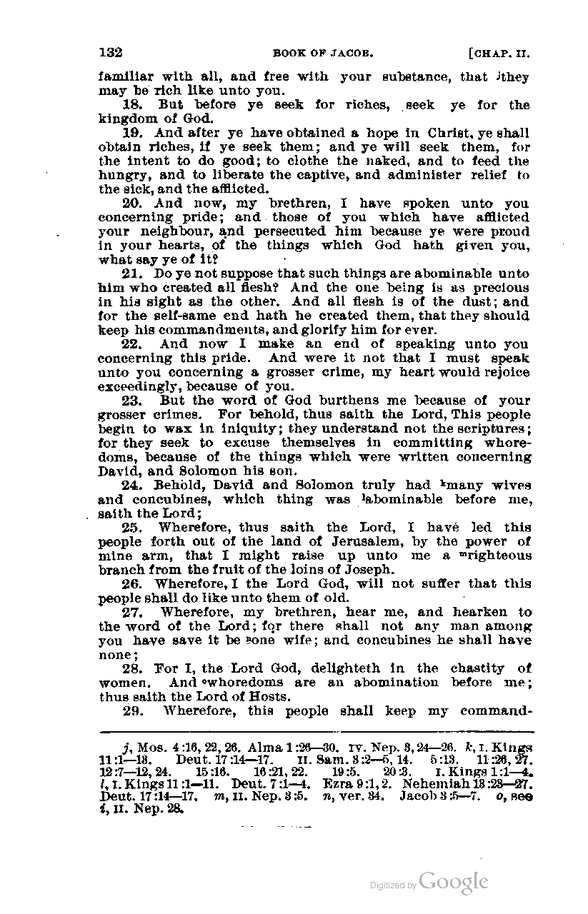 132 BOOK OF JACOB. [CHAP. II.
familiar with all, and free with your substance, that jthey
may be rich like unto you.
18. But before ye seek for riches, seek ye for the
kingdom of God.
19. And after ye have obtained a hope in Christ, ye shall
obtain riches, if ye seek them; and ye will seek them, for
the intent to do good; to clothe the naked, and to feed the
hungry, and to liberate the captive, and administer relief to
the sick, and the afflicted.
20. And now, my brethren, I have spoken unto you
concerning pride; and those of you which have afflicted
your neighbour, and persecuted him because ye were proud
in your hearts, of the things which God hath given you,
what say ye of it?
21. Do ye not suppose that such things are abominable unto
him who created all flesh? And the one being is as precious
in his sight as the other. And all flesh is of the dust; and
for the self-same end hath he created them, that they should
keep his commandments, and glorify him for ever.
22. And now I make an end of speaking unto you
concerning this pride. And were it not that I must speak
unto you concerning a grosser crime, my heart would rejoice
exceedingly, because of you.
23. But the word of God burthens me because of your
grosser crimes. For behold, thus saith the Lord, This people
begin to wax in iniquity; they understand not the scriptures;
for they seek to excuse themselves in committing whore-
doms, because of the things which were written concerning
David, and Solomon his son.
24. Behold, David and Solomon truly had kmany wives
and concubines, which thing was labominable before me,
saith the Lord;
25. Wherefore, thus saith the Lord, I have led this
people forth out of the land of Jerusalem, by the power of
mine arm, that I might raise up unto me a mrighteous
branch from the fruit of the loins of Joseph.
26. Wherefore, I the Lord God, will not suffer that this
people shall do like unto them of old.
27. Wherefore, my brethren, hear me, and hearken to
the word of the Lord; for there shall not any man among
you have save it be none wife; and concubines he shall have
none;
28. For I, the Lord God, delighteth in the chastity of
women. And owhoredoms are an abomination before me;
thus saith the Lord of Hosts.
29. Wherefore, this people shall keep my command-
j, Mos. 4:16, 22, 26. Alma 1:26—30. IV. Nep. 3, 24—26. k, I. Kings
11:1—18. Deut. 17:14—17. II. Sam. 3:2—5, 14. 5:13. 11:26, 27.
12:7—12, 24. 15:16. 16:21, 22. 19:5. 20:3. I. Kings 1:1—4.
l, I. Kings 11:1—11. Deut. 7:1—4. Ezra 9:1, 2. Nehemiah 13:23—27.
Deut. 17:14—17. m, II. Nep. 3:5. n, ver. 34. Jacob 3:5—7. o, see
i, II. Nep. 28.
Digitized by Google